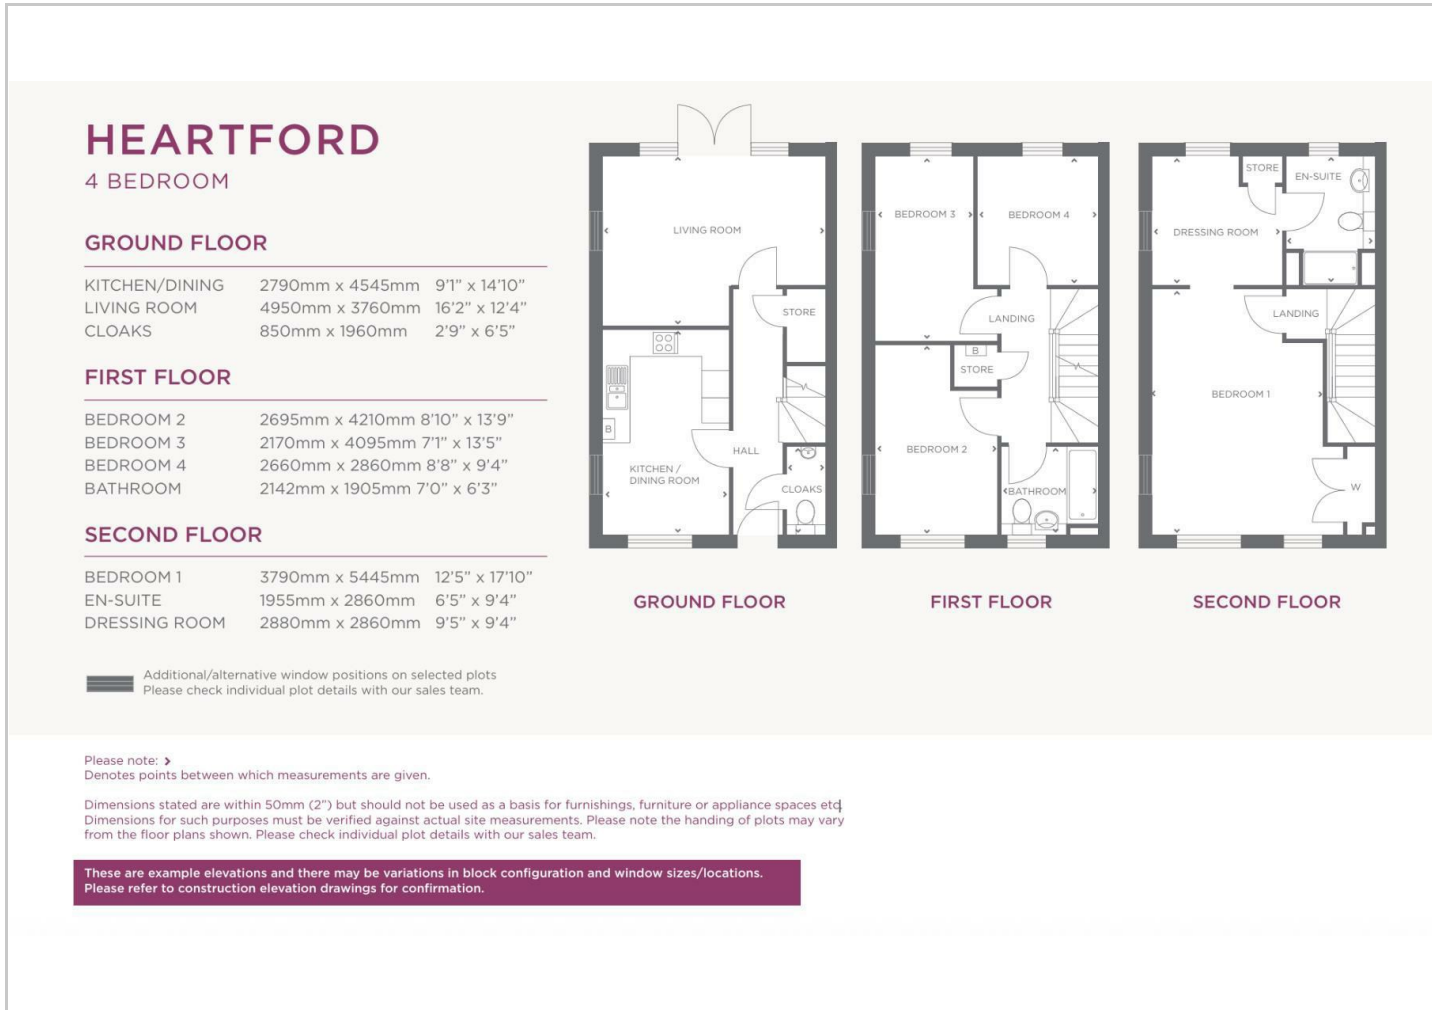 HEARTFORD
4 BEDROOM
GROUND FLOOR
KITCHEN/DINING 2790mm x 4545mm 9'1" x 14'10"
LIVING ROOM 4950mm x 3760mm 16'2" x 12'4"
CLOAKS 850mm x 1960mm 2'9" x 6'5"
FIRST FLOOR
BEDROOM 2 2695mm x 4210mm 8'10" x 13'9"
BEDROOM 3 2170mm x 4095mm 7'1" x 13'5"
BEDROOM 4 2660mm x 2860mm 8'8" x 9'4"
BATHROOM 2142mm x 1905mm 7'0" x 6'3"
SECOND FLOOR
BEDROOM 1 3790mm x 5445mm 12'5" x 17'10"
EN-SUITE 1955mm x 2860mm 6'5" x 9'4"
DRESSING ROOM 2880mm x 2860mm 9'5" x 9'4"
Additional/alternative window positions on selected plots
Please check individual plot details with our sales team.
LIVING ROOM
STORE
B
HALL
KITCHEN /
DINING ROOM
CLOAKS
GROUND FLOOR
BEDROOM 3
BEDROOM 4
LANDING
B
STORE
BEDROOM 2
BATHROOM
FIRST FLOOR
STORE
EN-SUITE
DRESSING ROOM
LANDING
BEDROOM 1
W
SECOND FLOOR
Please note: >
Denotes points between which measurements are given.
Dimensions stated are within 50mm (2") but should not be used as a basis for furnishings, furniture or appliance spaces etc.
Dimensions for such purposes must be verified against actual site measurements. Please note the handing of plots may vary
from the floor plans shown. Please check individual plot details with our sales team.
These are example elevations and there may be variations in block configuration and window sizes/locations.
Please refer to construction elevation drawings for confirmation.